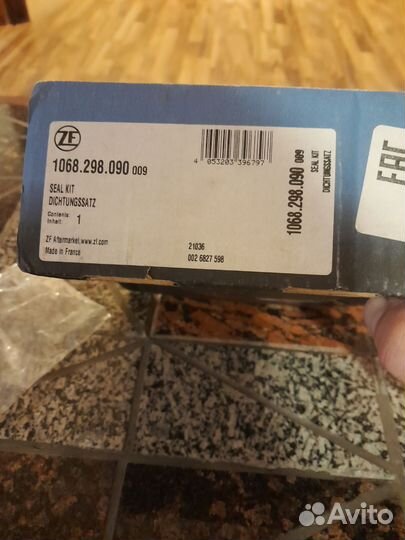 ZF
1068.298.090 009
SEAL KIT
DICHTUNGSSATZ
Contents:
Inhalt: 1
ZF Aftermarket,www.zf.com
Made in France
4 053203 396797
21036
002 6827 598
1068.298.090 009
SEAL KIT
DICHTUNGSSATZ
EAC
Avito